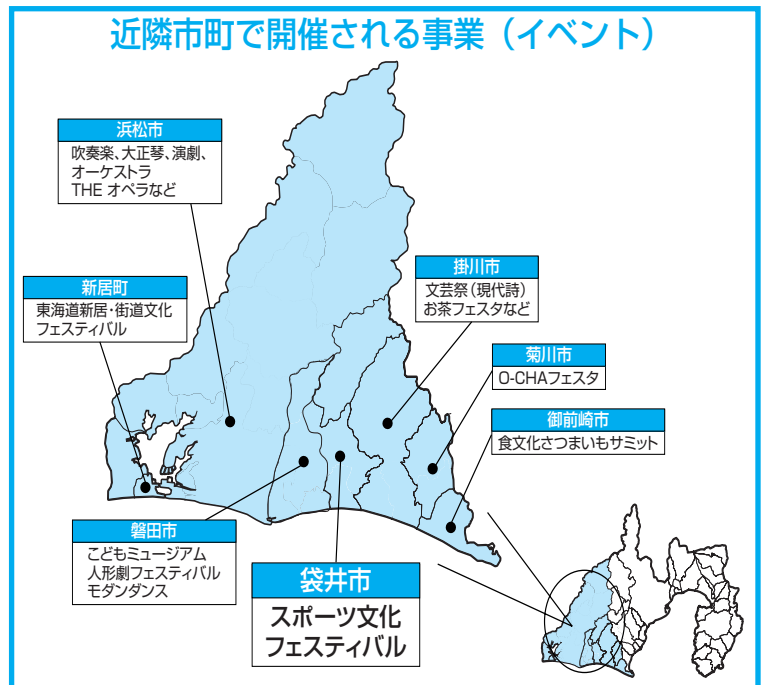 近隣市町で開催される事業（イベント）
浜松市
吹奏楽、大正琴、演劇、
オーケストラ
THE オペラなど
新居町
東海道新居・街道文化
フェスティバル
掛川市
文芸祭（現代詩）
お茶フェスタなど
菊川市
O-CHAフェスタ
御前崎市
食文化さつまいもサミット
磐田市
こどもミュージアム
人形劇フェスティバル
モダンダンス
袋井市
スポーツ文化
フェスティバル